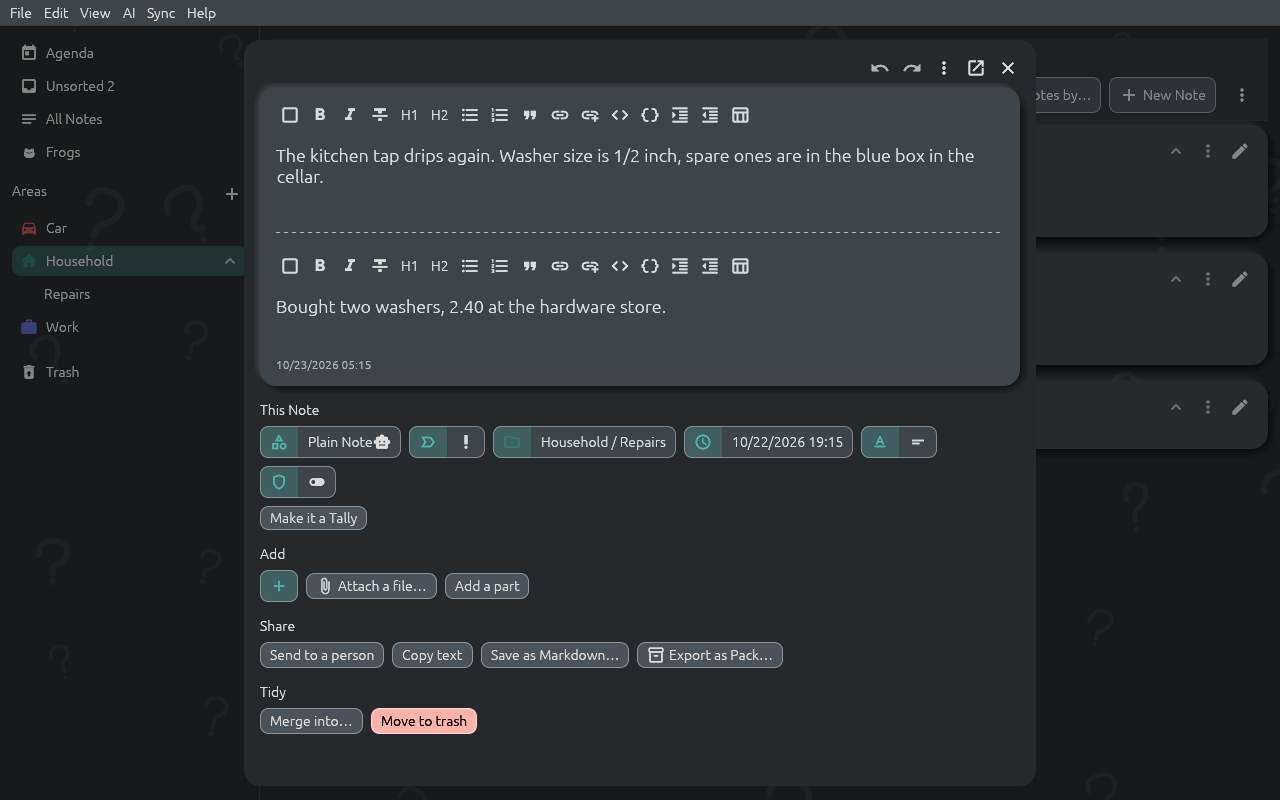 File Edit View AI Sync Help
Agenda
Unsorted 2
All Notes
Frogs
Areas
Car
Household
Repairs
Work
Trash
otes by…
New Note
B I H1 H2
The kitchen tap drips again. Washer size is 1/2 inch, spare ones are in the blue box in the
cellar.
B I H1 H2
Bought two washers, 2.40 at the hardware store.
10/23/2026 05:15
This Note
Plain Note
Household / Repairs
10/22/2026 19:15
Make it a Tally
Add
Attach a file…
Add a part
Share
Send to a person
Copy text
Save as Markdown…
Export as Pack…
Tidy
Merge into…
Move to trash